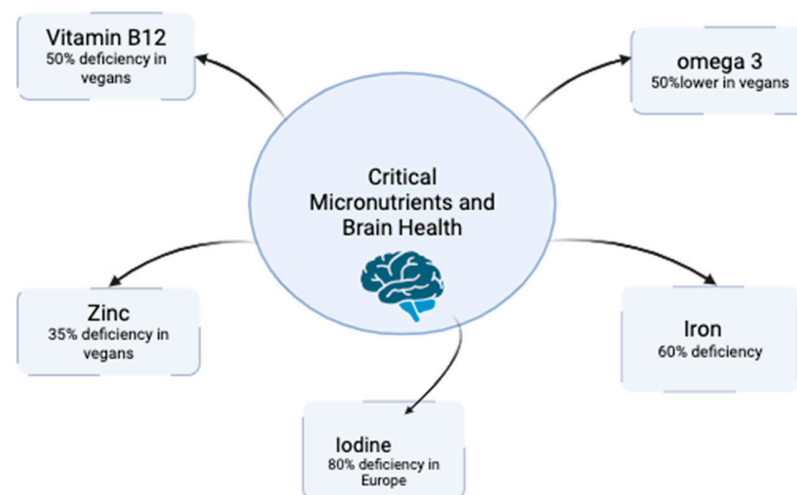 Vitamin B12
50% deficiency in
vegans
omega 3
50%lower in vegans
Critical
Micronutrients and
Brain Health
Zinc
35% deficiency in
vegans
Iron
60% deficiency
Iodine
80% deficiency in
Europe